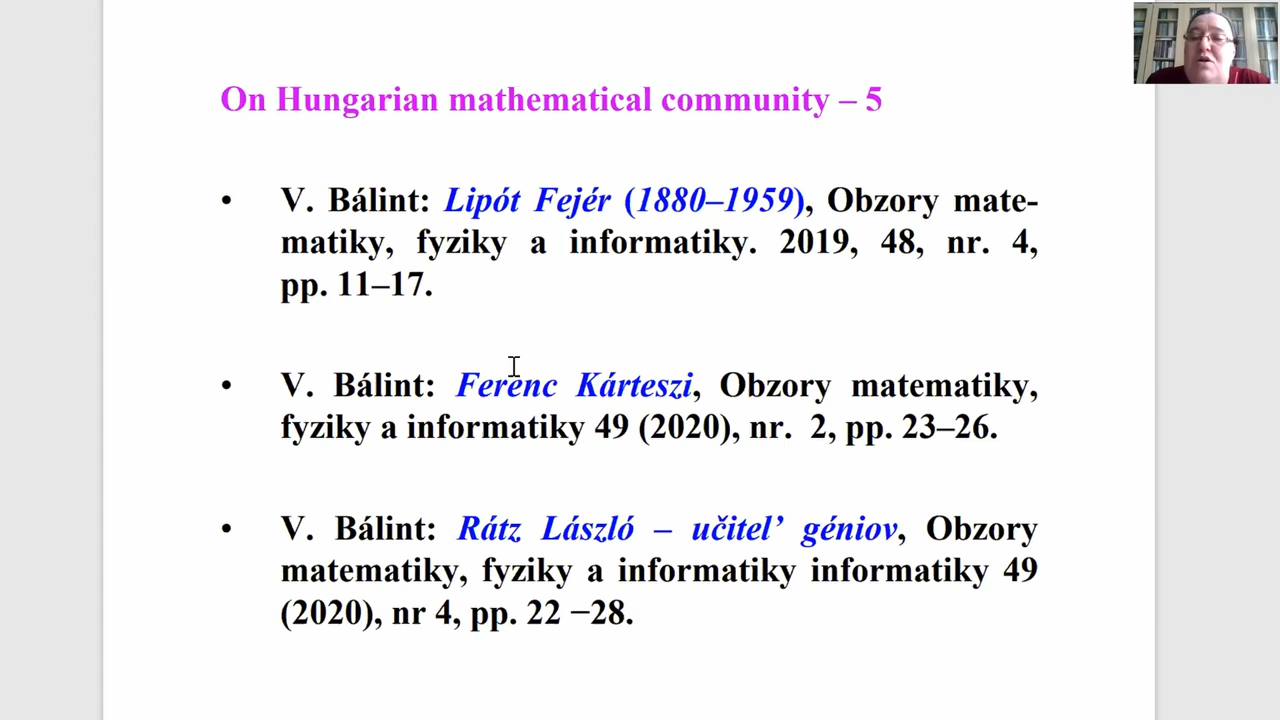 On Hungarian mathematical community – 5
• V. Bálint: Lipót Fejér (1880–1959), Obzory mate-
matiky, fyziky a informatiky. 2019, 48, nr. 4,
pp. 11–17.
• V. Bálint: Ferenc Kárteszi, Obzory matematiky,
fyziky a informatiky 49 (2020), nr. 2, pp. 23–26.
• V. Bálint: Rátz László – učitel’ géniov, Obzory
matematiky, fyziky a informatiky informatiky 49
(2020), nr 4, pp. 22 −28.